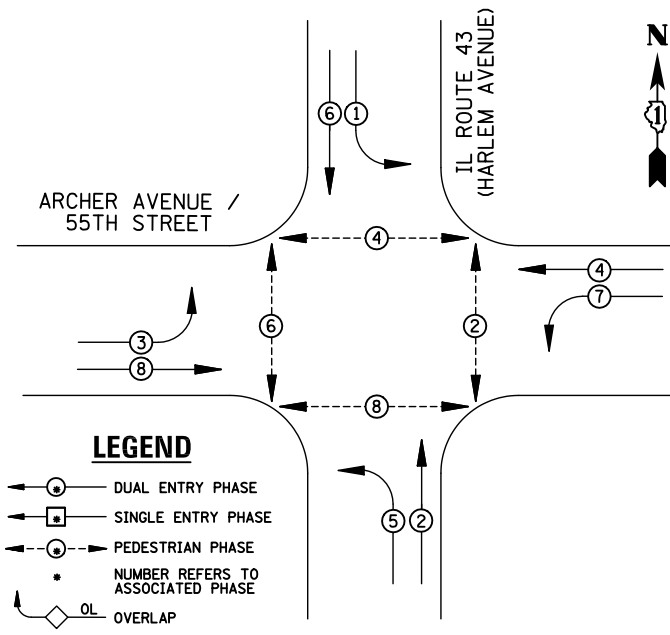 N
1
IL ROUTE 43
(HARLEM AVENUE)
6 1
ARCHER AVENUE /
55TH STREET
4
4
7
6
2
3
8
8
5 2
LEGEND
* DUAL ENTRY PHASE
* SINGLE ENTRY PHASE
* PEDESTRIAN PHASE
* NUMBER REFERS TO
ASSOCIATED PHASE
OL OVERLAP